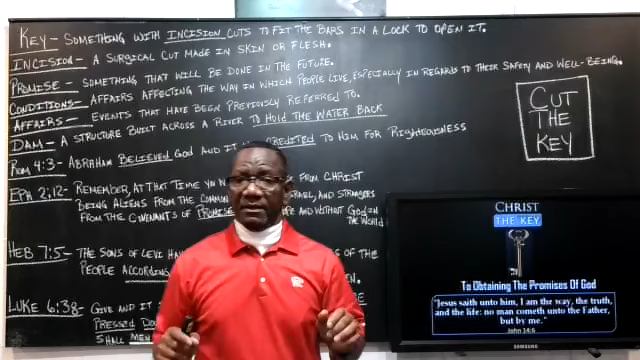 KEY - SOMETHING WITH INCISION CUTS TO FIT THE BARS IN A LOCK TO OPEN IT.
INCISION - A SURGICAL CUT MADE IN SKIN OR FLESH.
PROMISE - SOMETHING THAT WILL BE DONE IN THE FUTURE.
CONDITIONS - AFFAIRS AFFECTING THE WAY IN WHICH PEOPLE LIVE, ESPECIALLY IN REGARDS TO THEIR SAFETY AND WELL-BEING.
AFFAIRS - EVENTS THAT HAVE BEEN PREVIOUSLY REFERRED TO.
DAM - A STRUCTURE BUILT ACROSS A RIVER TO HOLD THE WATER BACK
ROM 4:3 - ABRAHAM BELIEVED GOD AND IT CREDITED TO HIM FOR RIGHTEOUSNESS
EPH 2:12 - REMEMBER, AT THAT TIME FROM CHRIST
BEING ALIENS FROM THE COMMON ISRAEL, AND STRANGERS
FROM THE COVENANTS OF PROMISE AND WITHOUT GOD IN THE WORLD
HEB 7:5 - THE SONS OF LEVI OF THE
PEOPLE ACCORDING
LUKE 6:38 - GIVE AND IT
PRESSED
SHALL
CUT
THE
KEY
CHRIST
THE KEY
To Obtaining The Promises Of God
"Jesus saith unto him, I am the way, the truth,
and the life: no man cometh unto the Father,
but by me."
John 14:6
SAMSUNG